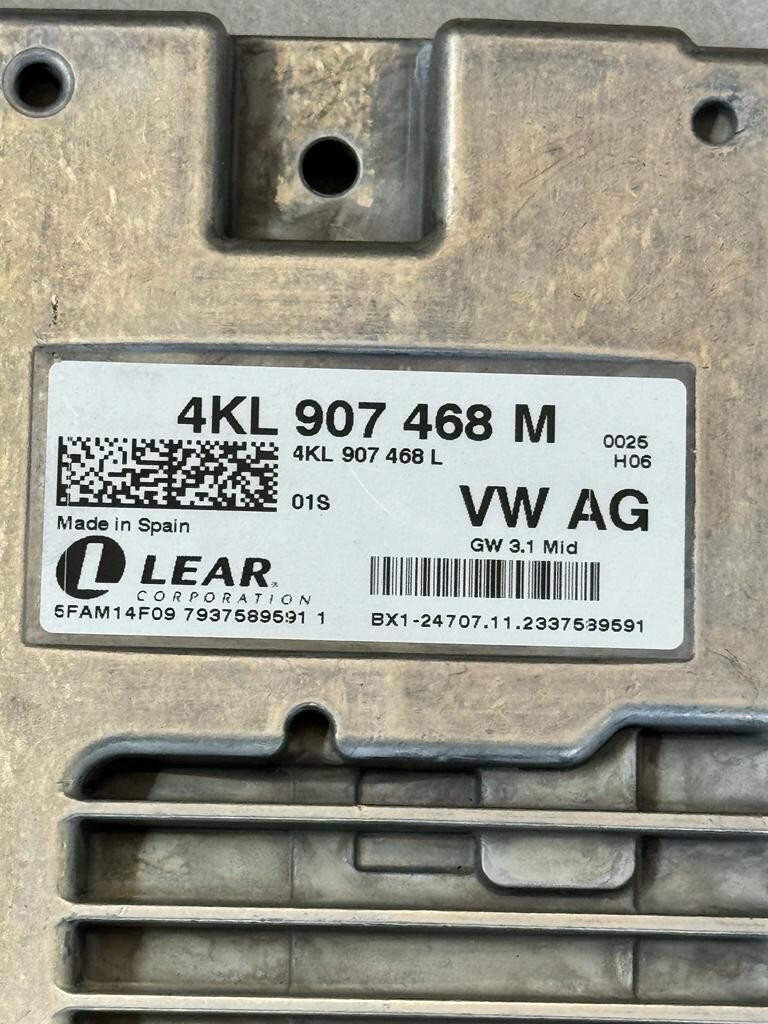 4KL 907 468 M
0025
4KL 907 468 L
H06
01S
VW AG
Made in Spain
GW 3.1 Mid
LEAR
CORPORATION
5FAM14F09 7937589591 1
BX1-24707.11.2337589591